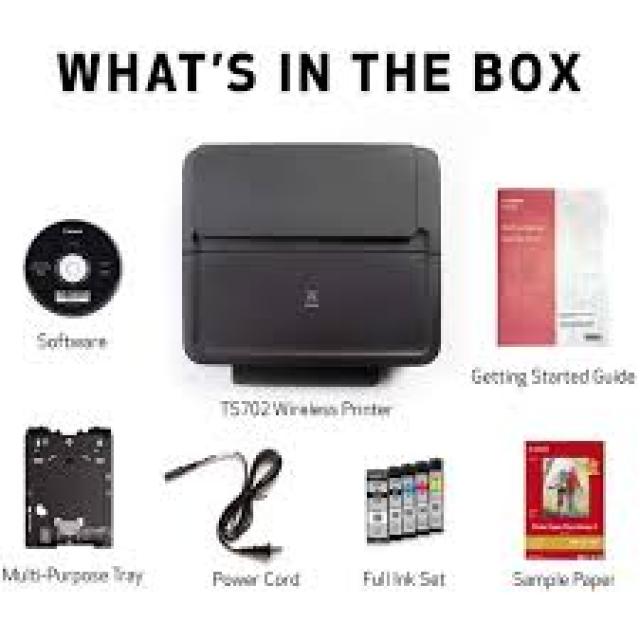 WHAT'S IN THE BOX
Canon
Software
TS702 Wireless Printer
Getting Started Guide
Multi-Purpose Tray
Power Cord
Full Ink Set
Sample Paper